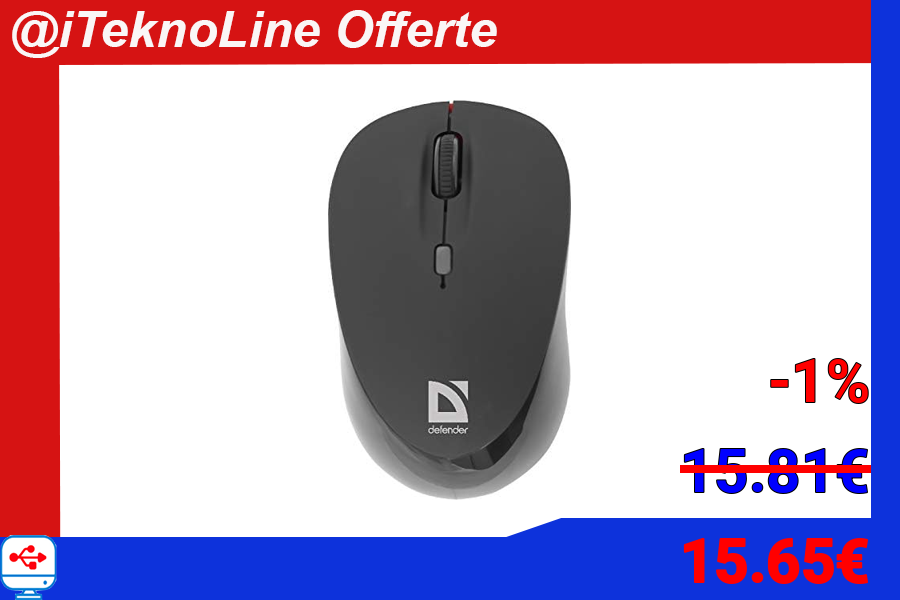 @iTeknoLine Offerte
defender
-1%
15.81€
15.65€